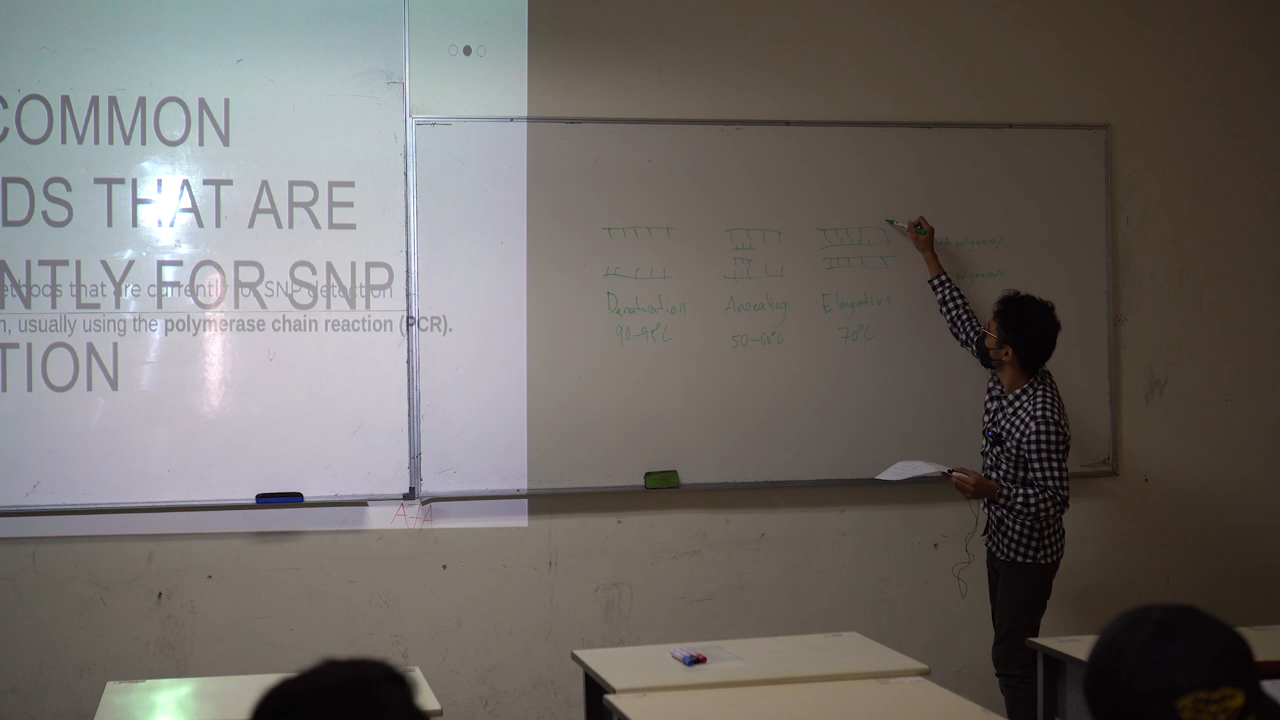 COMMON
DS THAT ARE
NTLY FOR SNP
ethods that are currently for SNP detection
n, usually using the polymerase chain reaction (PCR).
TION
Denaturation Annealing Elongation
90-95°C 50-60°C 70°C